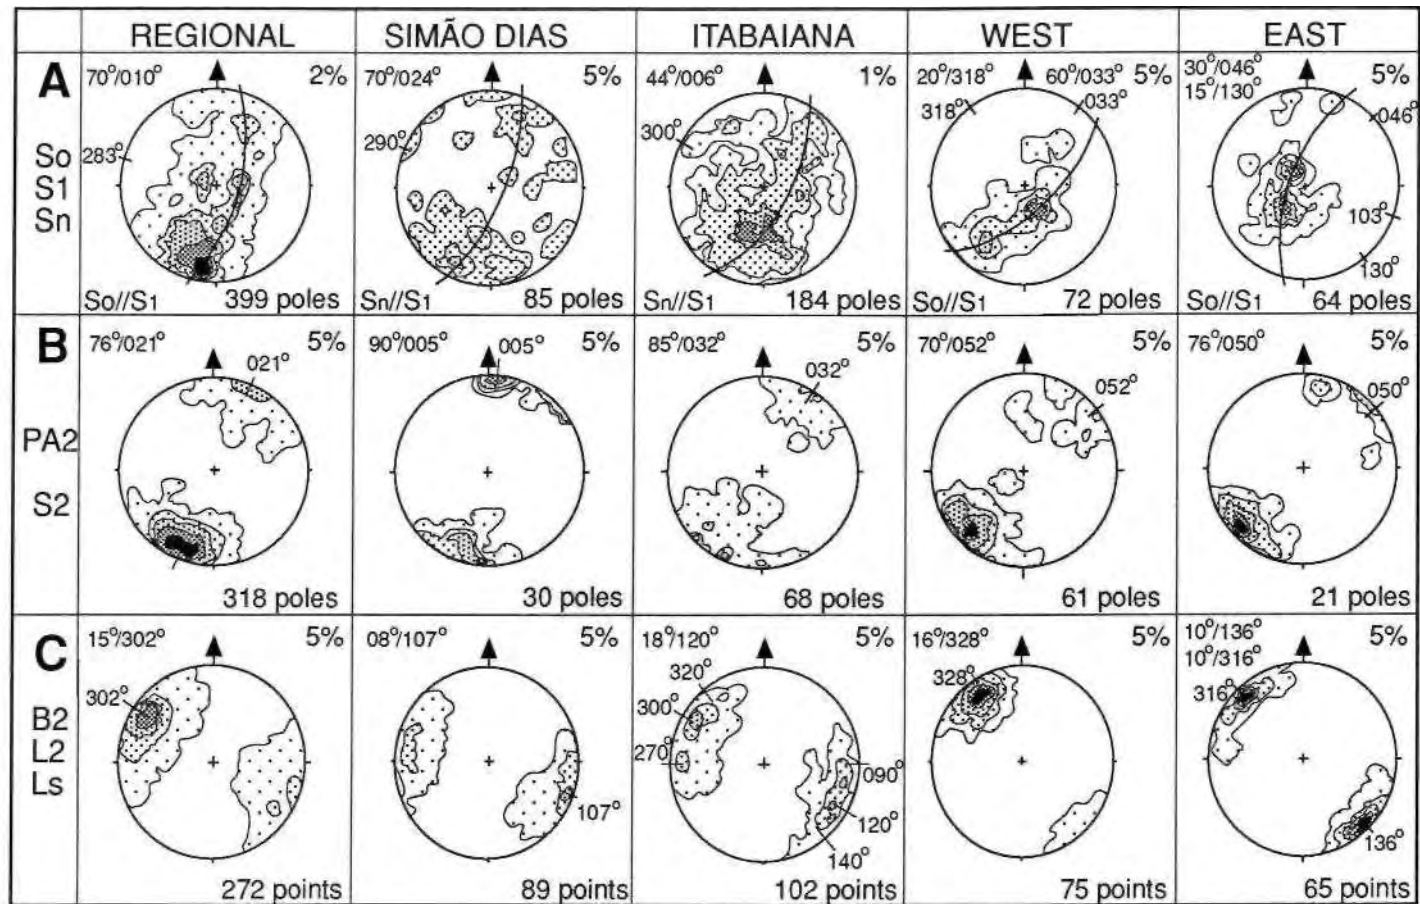 REGIONAL SIMÃO DIAS ITABAIANA WEST EAST
A
So
S1
Sn
70°/010° 2%
283°
So//S1 399 poles
70°/024° 5%
290°
Sn//S1 85 poles
44°/006° 1%
300°
Sn//S1 184 poles
20°/318° 60°/033° 5%
318° 033°
So//S1 72 poles
30°/046° 5%
15°/130°
046°
103°
130°
So//S1 64 poles
B
PA2
S2
76°/021° 5%
021°
318 poles
90°/005° 005° 5%
30 poles
85°/032° 5%
032°
68 poles
70°/052° 5%
052°
61 poles
76°/050° 5%
050°
21 poles
C
B2
L2
Ls
15°/302° 5%
302°
272 points
08°/107° 5%
107°
89 points
18°/120° 5%
320°
300°
270° 090°
120°
140°
102 points
16°/328° 5%
328°
75 points
10°/136° 5%
10°/316°
316°
136°
65 points